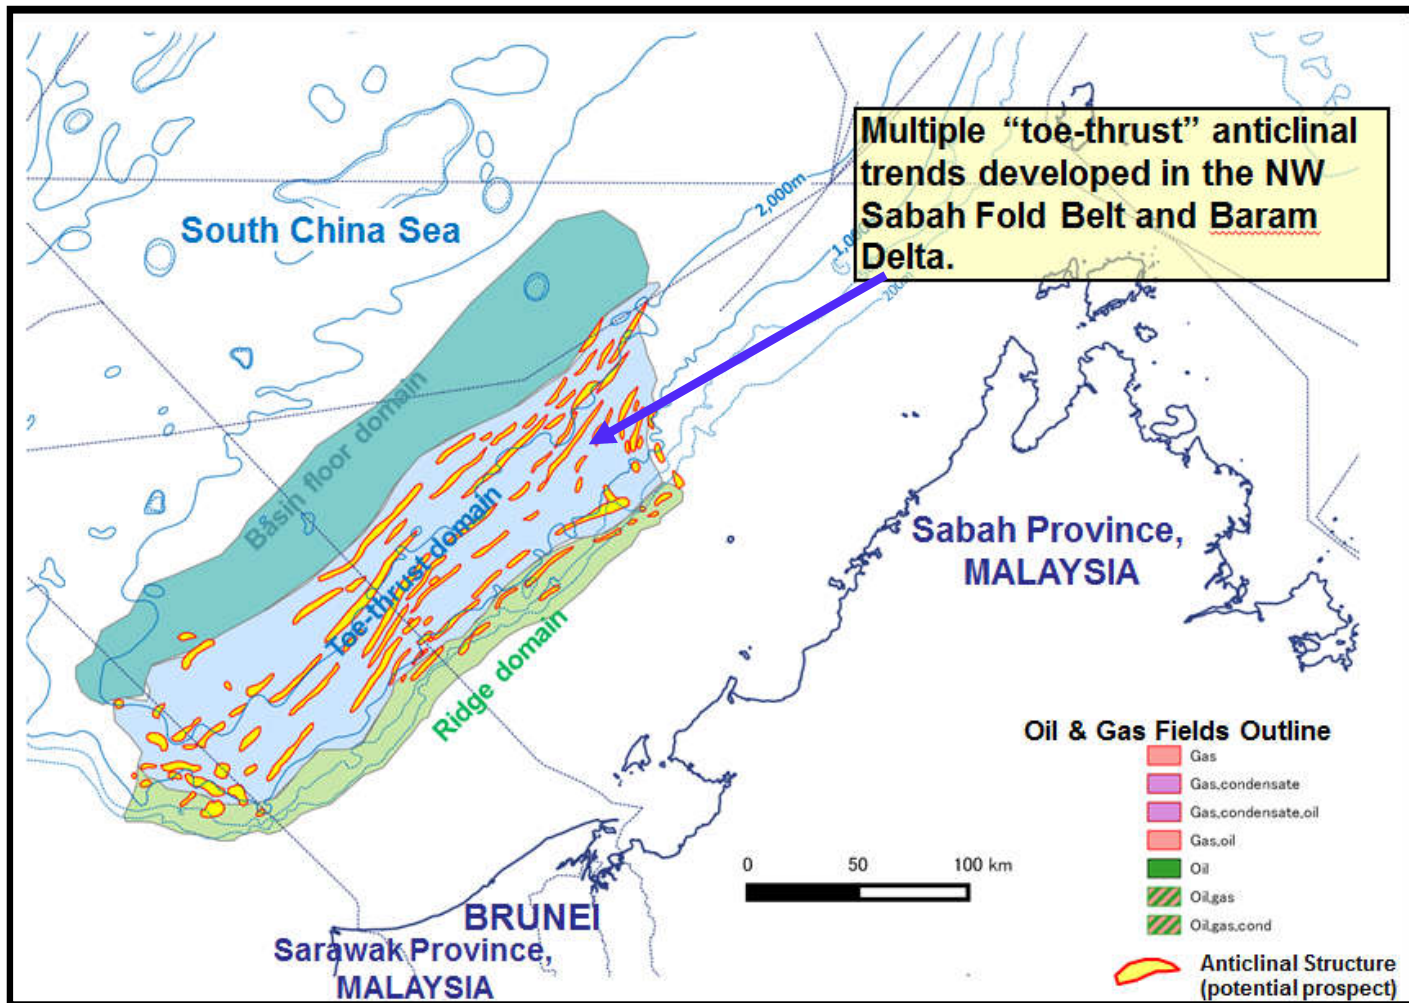 Multiple “toe-thrust” anticlinal
trends developed in the NW
Sabah Fold Belt and Baram
Delta.
2,000m
1,000m
200m
South China Sea
Basin floor domain
Toe-thrust domain
Ridge domain
Sabah Province,
MALAYSIA
BRUNEI
Sarawak Province,
MALAYSIA
0 50 100 km
Oil & Gas Fields Outline
Gas
Gas,condensate
Gas,condensate,oil
Gas,oil
Oil
Oil,gas
Oil,gas,cond
Anticlinal Structure
(potential prospect)